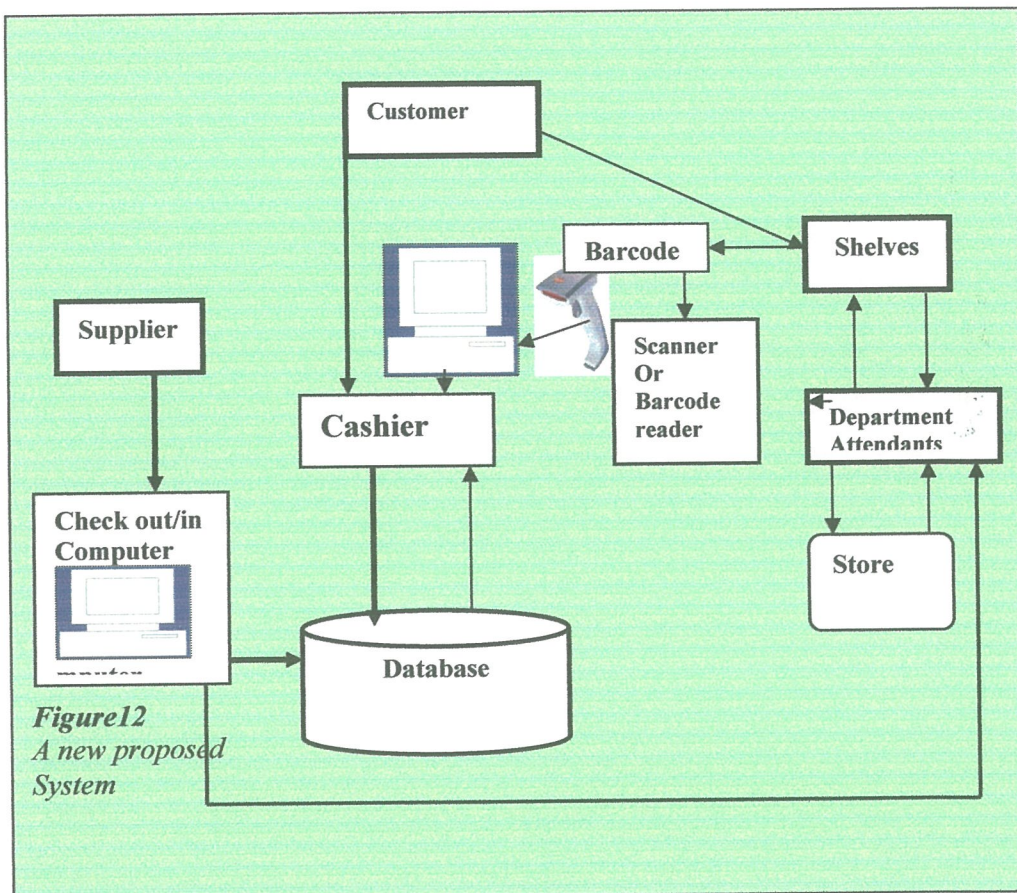 Customer
Barcode
Shelves
Supplier
Scanner
Or
Barcode
reader
Cashier
Department
Attendants
Check out/in
Computer
Store
Database
Figure12
A new proposed
System